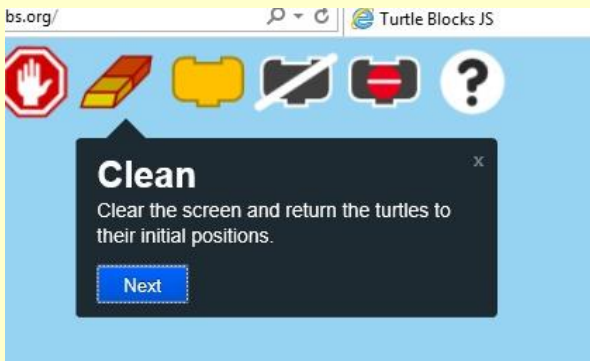 bs.org/
Turtle Blocks JS
?
Clean
x
Clear the screen and return the turtles to
their initial positions.
Next